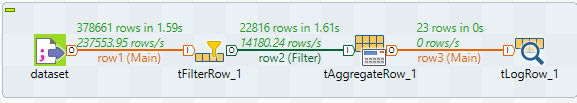 378661 rows in 1.59s
237553.95 rows/s
row1 (Main)
22816 rows in 1.61s
14180.24 rows/s
row2 (Filter)
23 rows in 0s
0 rows/s
row3 (Main)
O
I
O
I
O
I
dataset
tFilterRow_1
tAggregateRow_1
tLogRow_1